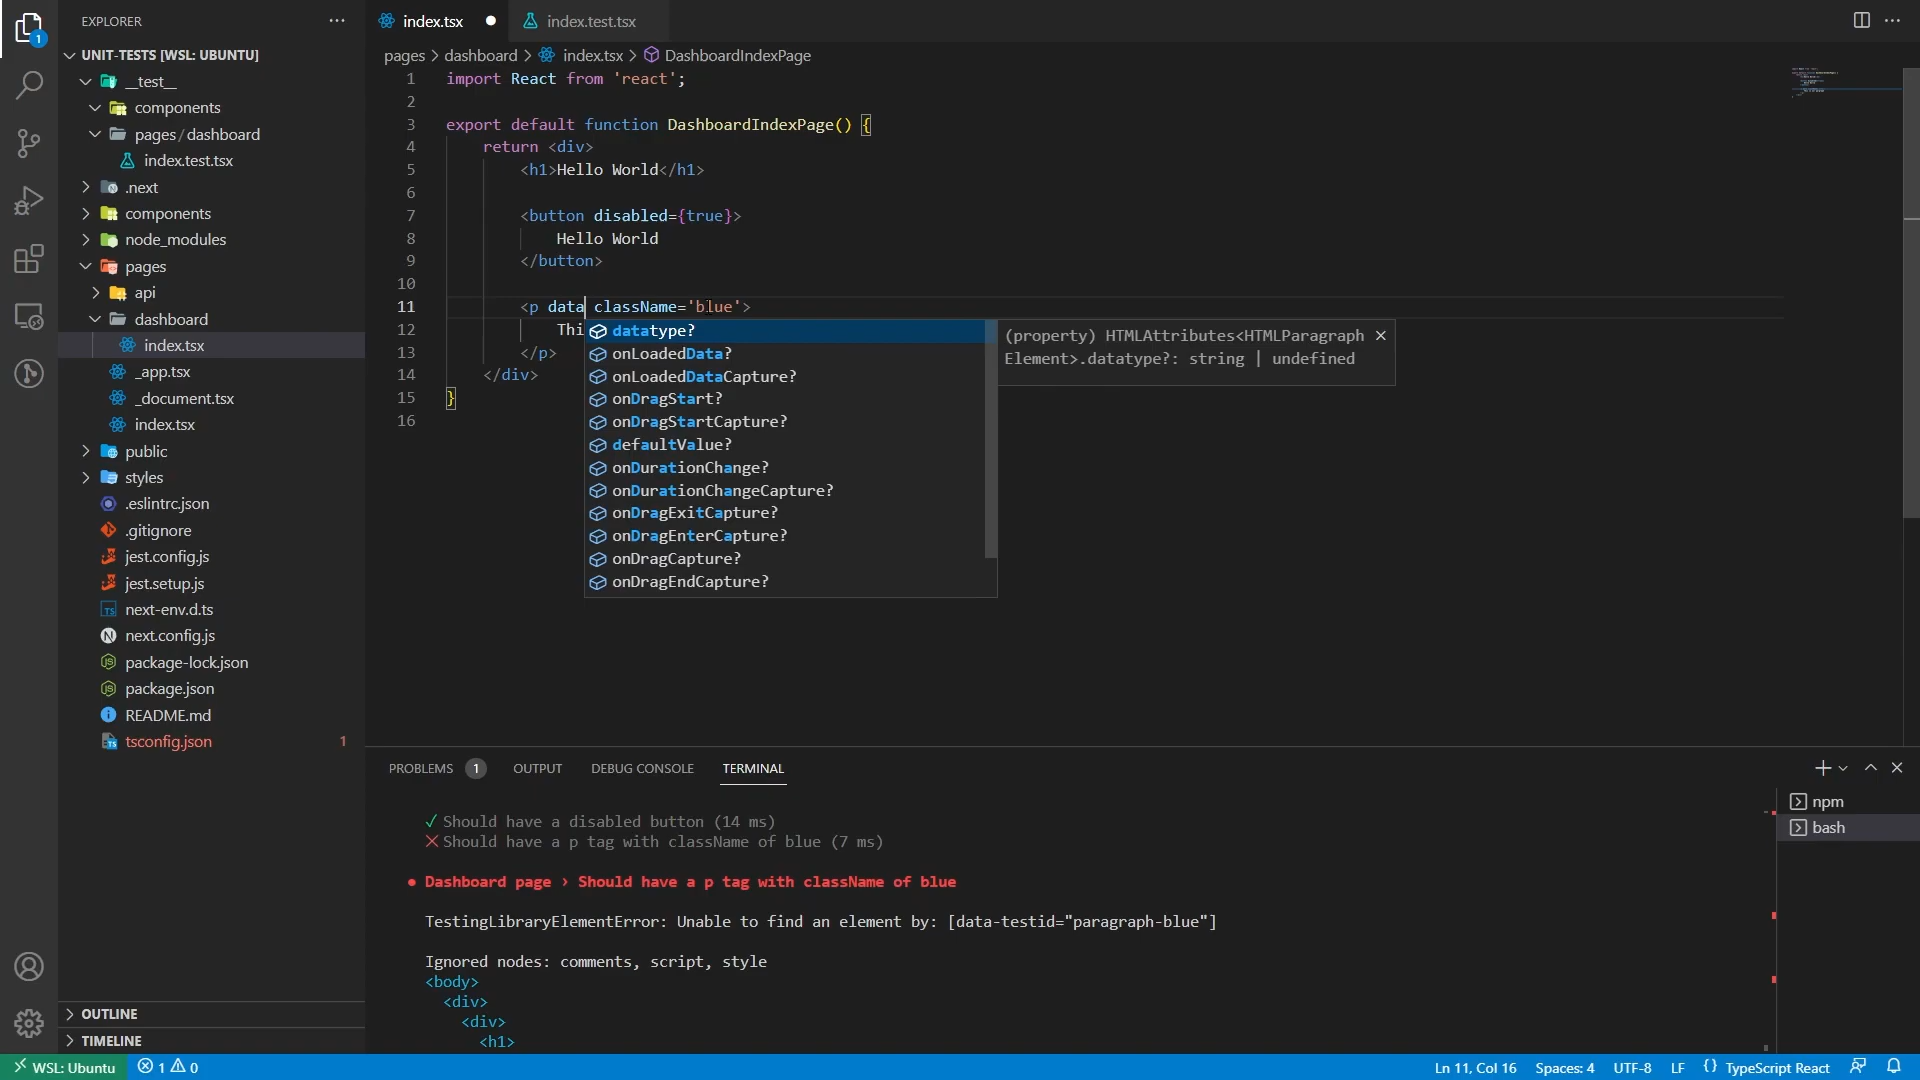 EXPLORER
1
UNIT-TESTS [WSL: UBUNTU]
__test__
components
pages / dashboard
index.test.tsx
.next
components
node_modules
pages
api
dashboard
index.tsx
_app.tsx
_document.tsx
index.tsx
public
styles
.eslintrc.json
.gitignore
jest.config.js
jest.setup.js
next-env.d.ts
next.config.js
package-lock.json
package.json
README.md
tsconfig.json 1
OUTLINE
TIMELINE
index.tsx
index.test.tsx
pages > dashboard > index.tsx > DashboardIndexPage
1 import React from 'react';
2
3 export default function DashboardIndexPage() {
4 return <div>
5 <h1>Hello World</h1>
6
7 <button disabled={true}>
8 Hello World
9 </button>
10
11 <p data className='blue'>
12 Thi
13 </p>
14 </div>
15 }
16
datatype?
onLoadedData?
onLoadedDataCapture?
onDragStart?
onDragStartCapture?
defaultValue?
onDurationChange?
onDurationChangeCapture?
onDragExitCapture?
onDragEnterCapture?
onDragCapture?
onDragEndCapture?
(property) HTMLAttributes<HTMLParagraph
Element>.datatype?: string | undefined
PROBLEMS 1 OUTPUT DEBUG CONSOLE TERMINAL
✓ Should have a disabled button (14 ms)
✕ Should have a p tag with className of blue (7 ms)
● Dashboard page › Should have a p tag with className of blue
TestingLibraryElementError: Unable to find an element by: [data-testid="paragraph-blue"]
Ignored nodes: comments, script, style
<body>
<div>
<div>
<h1>
npm
bash
WSL: Ubuntu 1 0
Ln 11, Col 16 Spaces: 4 UTF-8 LF {} TypeScript React